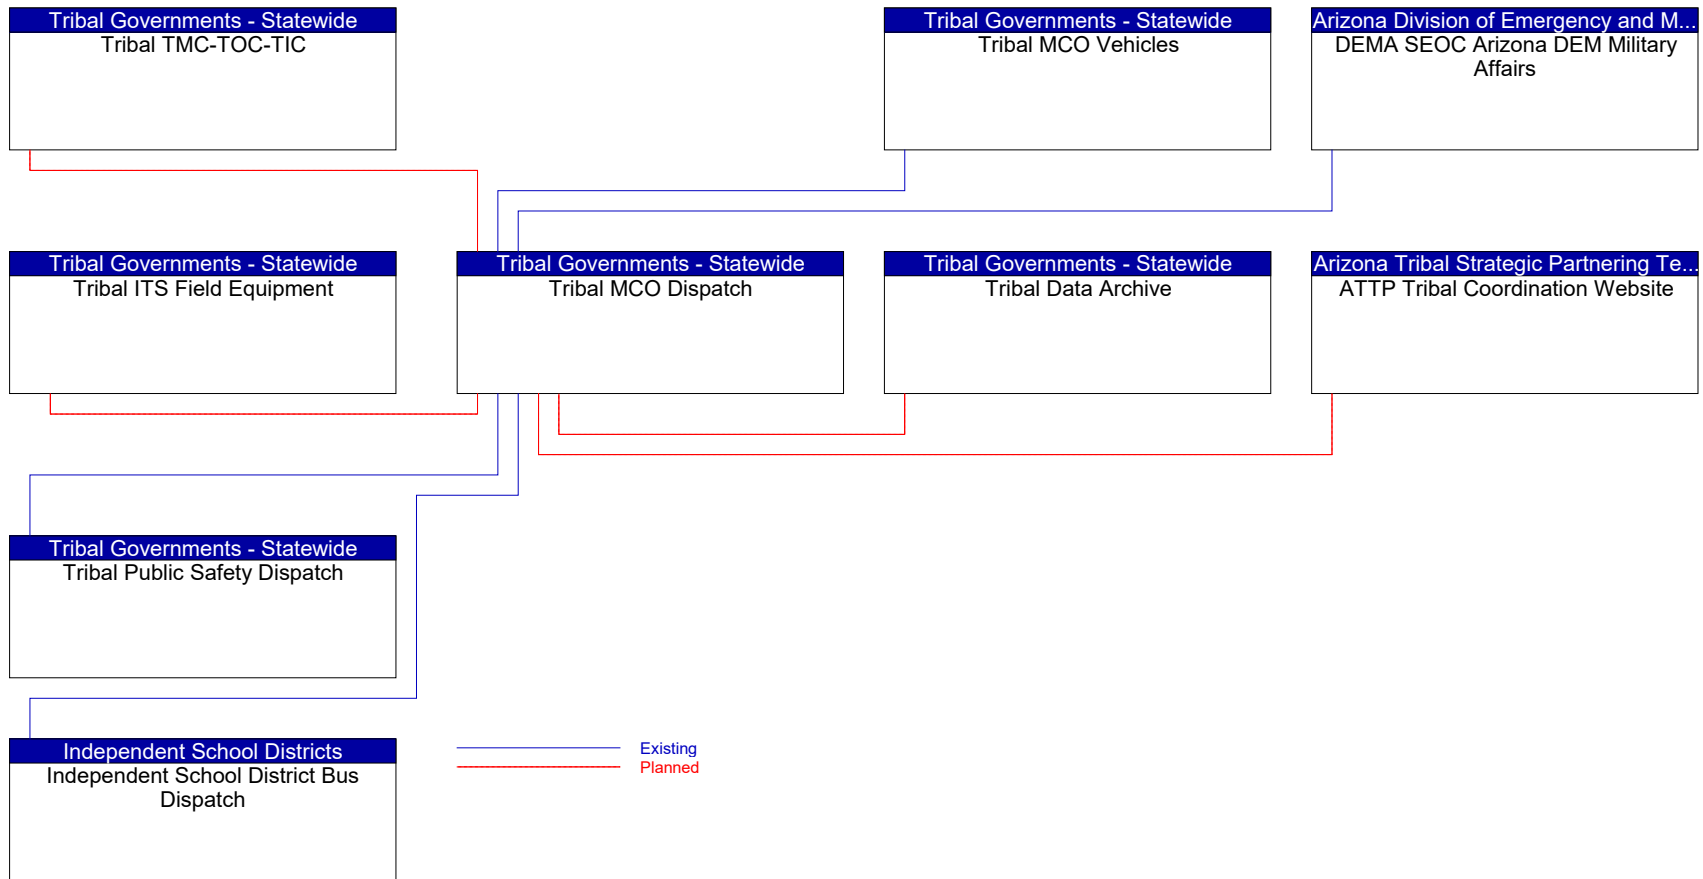 Tribal Governments - Statewide
Tribal TMC-TOC-TIC
Tribal Governments - Statewide
Tribal MCO Vehicles
Arizona Division of Emergency and M...
DEMA SEOC Arizona DEM Military
Affairs
Tribal Governments - Statewide
Tribal ITS Field Equipment
Tribal Governments - Statewide
Tribal MCO Dispatch
Tribal Governments - Statewide
Tribal Data Archive
Arizona Tribal Strategic Partnering Te...
ATTP Tribal Coordination Website
Tribal Governments - Statewide
Tribal Public Safety Dispatch
Independent School Districts
Independent School District Bus
Dispatch
Existing
Planned